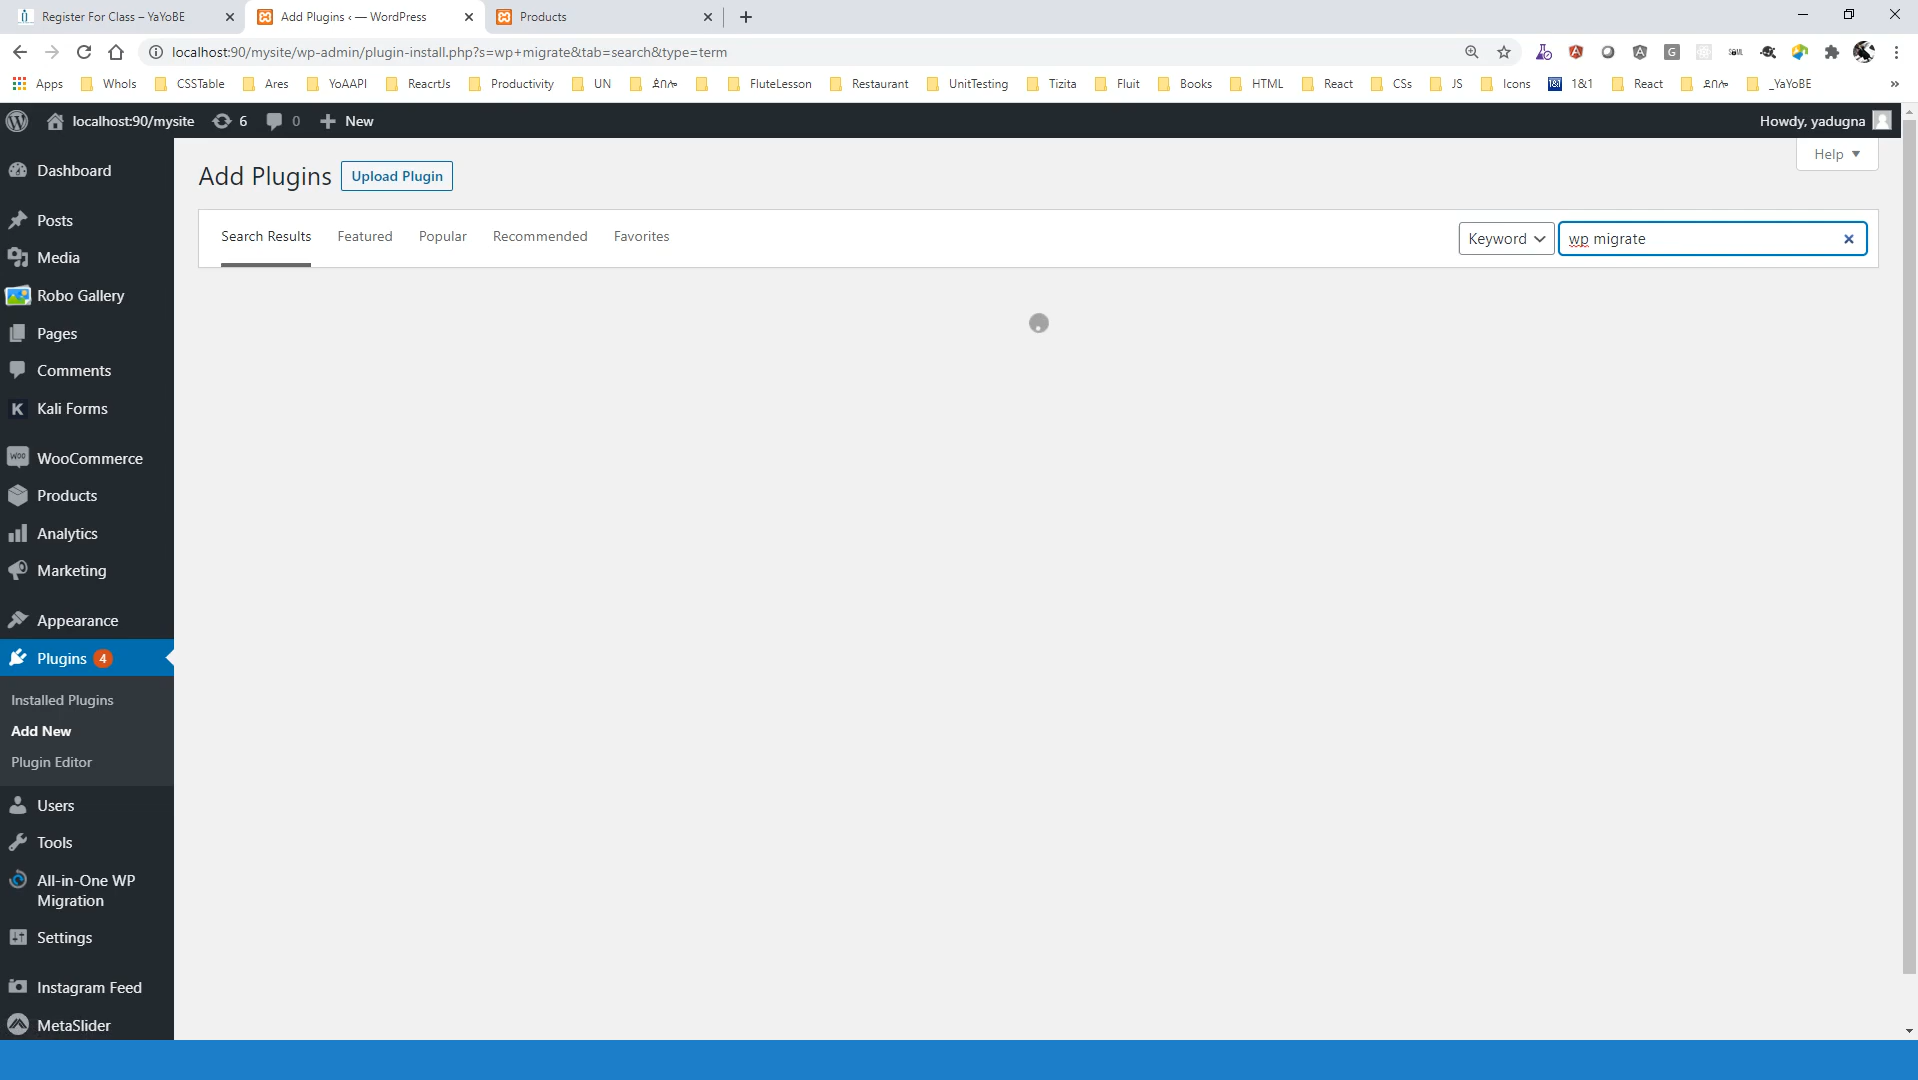 Register For Class – YaYoBE
Add Plugins ‹ — WordPress
Products
localhost:90/mysite/wp-admin/plugin-install.php?s=wp+migrate&tab=search&type=term
Apps
WhoIs
CSSTable
Ares
YoAAPI
ReacrtJs
Productivity
UN
FluteLesson
Restaurant
UnitTesting
Tizita
Fluit
Books
HTML
React
CSs
JS
Icons
1&1
1&1
React
_YaYoBE
»
localhost:90/mysite
6
0
New
Howdy, yadugna
Help
Add Plugins
Upload Plugin
Search Results
Featured
Popular
Recommended
Favorites
Keyword
wp migrate
Dashboard
Posts
Media
Robo Gallery
Pages
Comments
K
Kali Forms
Woo
WooCommerce
Products
Analytics
Marketing
Appearance
Plugins 4
Installed Plugins
Add New
Plugin Editor
Users
Tools
All-in-One WP
Migration
Settings
Instagram Feed
MetaSlider